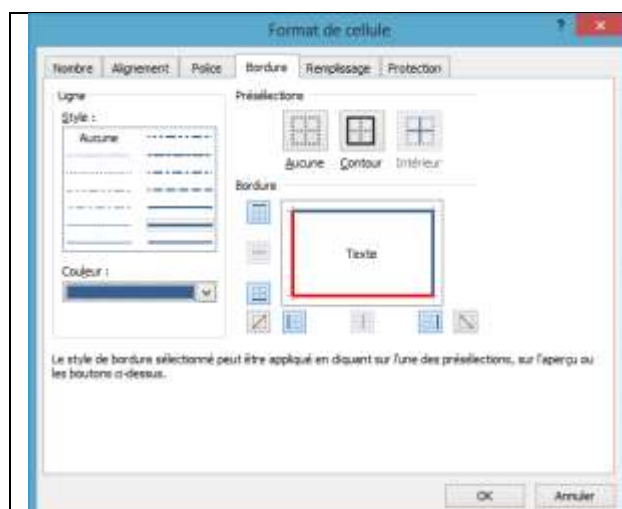 Format de cellule
Nombre Alignement Police Bordure Remplissage Protection
Ligne
Style :
Aucune
Couleur :
Présélections
Aucune Contour Intérieur
Bordure
Texte
Le style de bordure sélectionné peut être appliqué en cliquant sur l'une des présélections, sur l'aperçu ou
les boutons ci-dessus.
OK Annuler